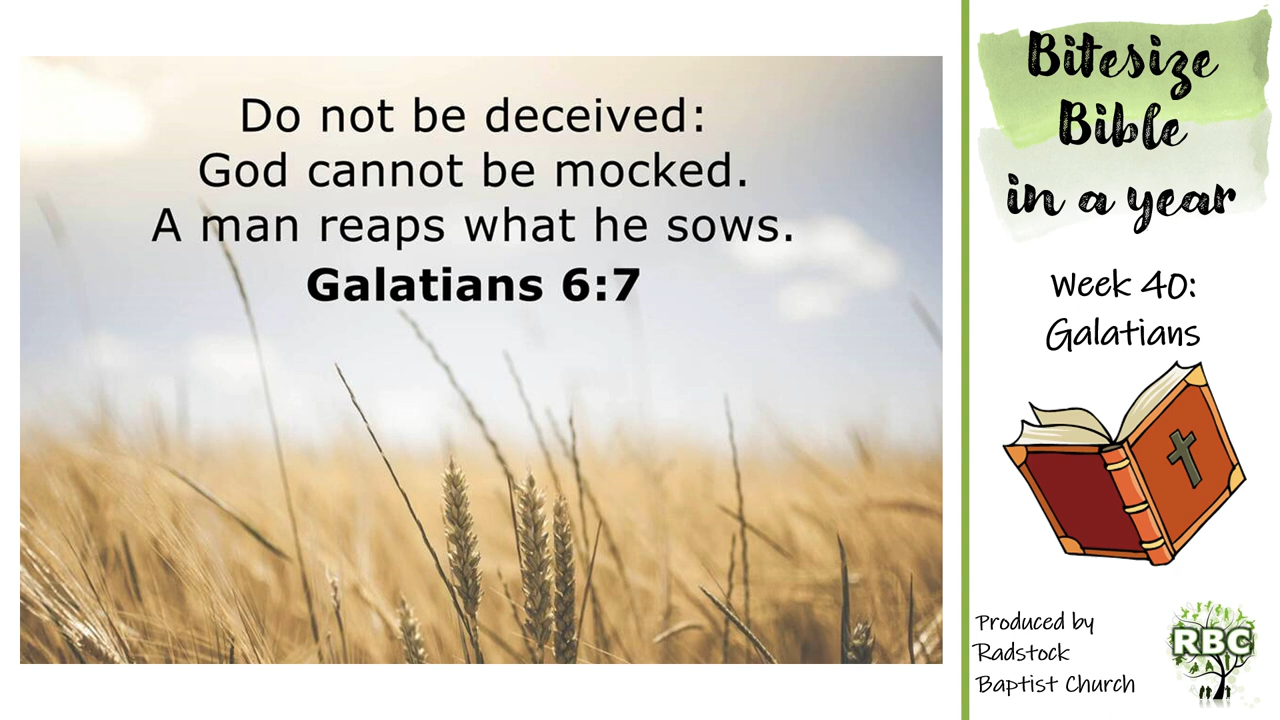 Do not be deceived:
God cannot be mocked.
A man reaps what he sows.
Galatians 6:7
Bitesize
Bible
in a year
Week 40:
Galatians
Produced by
Radstock
Baptist Church
RBC